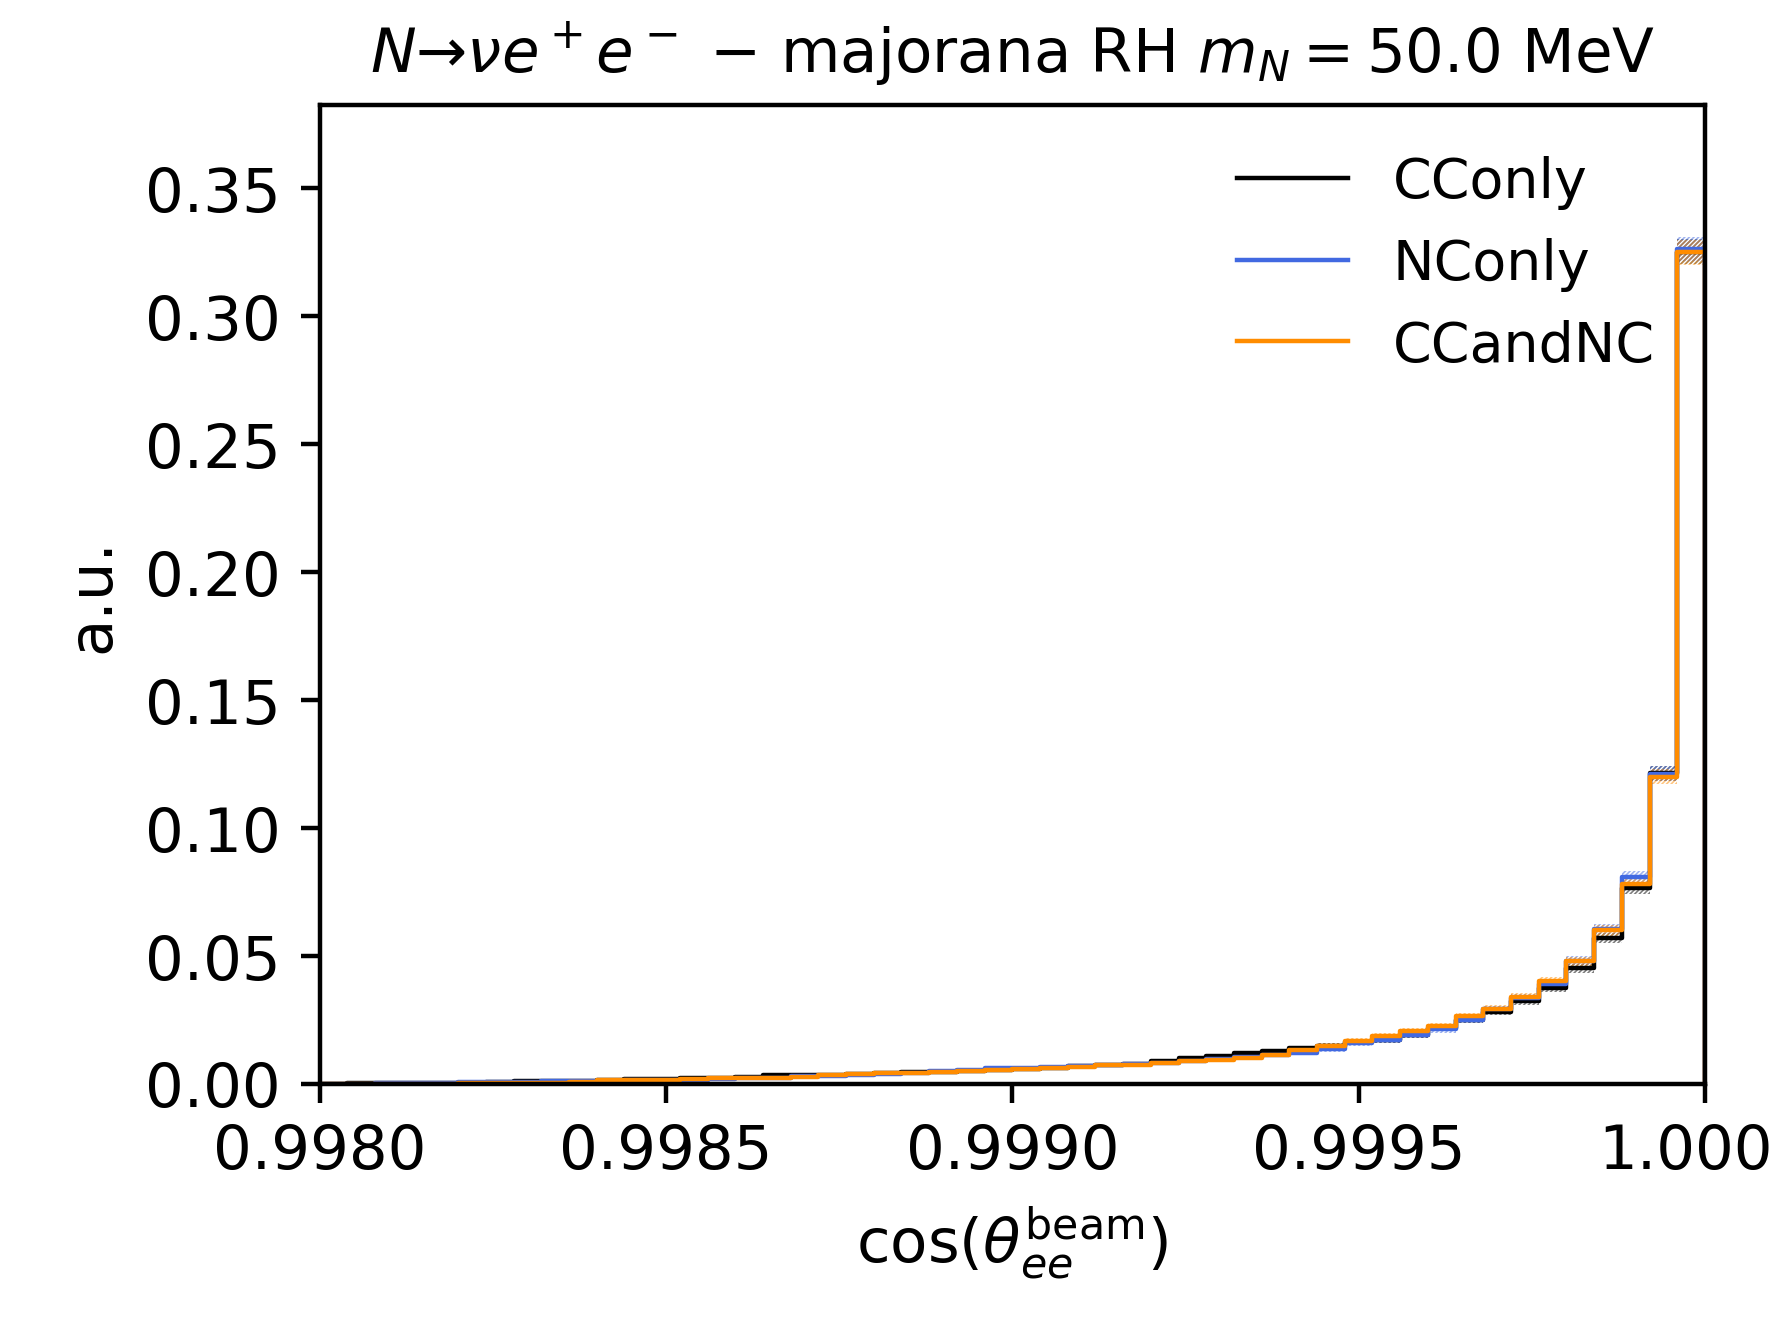 N→νe⁺e⁻ − majorana RH m_N = 50.0 MeV
CConly
NConly
CCandNC
0.35
0.30
0.25
0.20
0.15
0.10
0.05
0.00
a.u.
0.9980 0.9985 0.9990 0.9995 1.000
cos(θ_ee^beam)